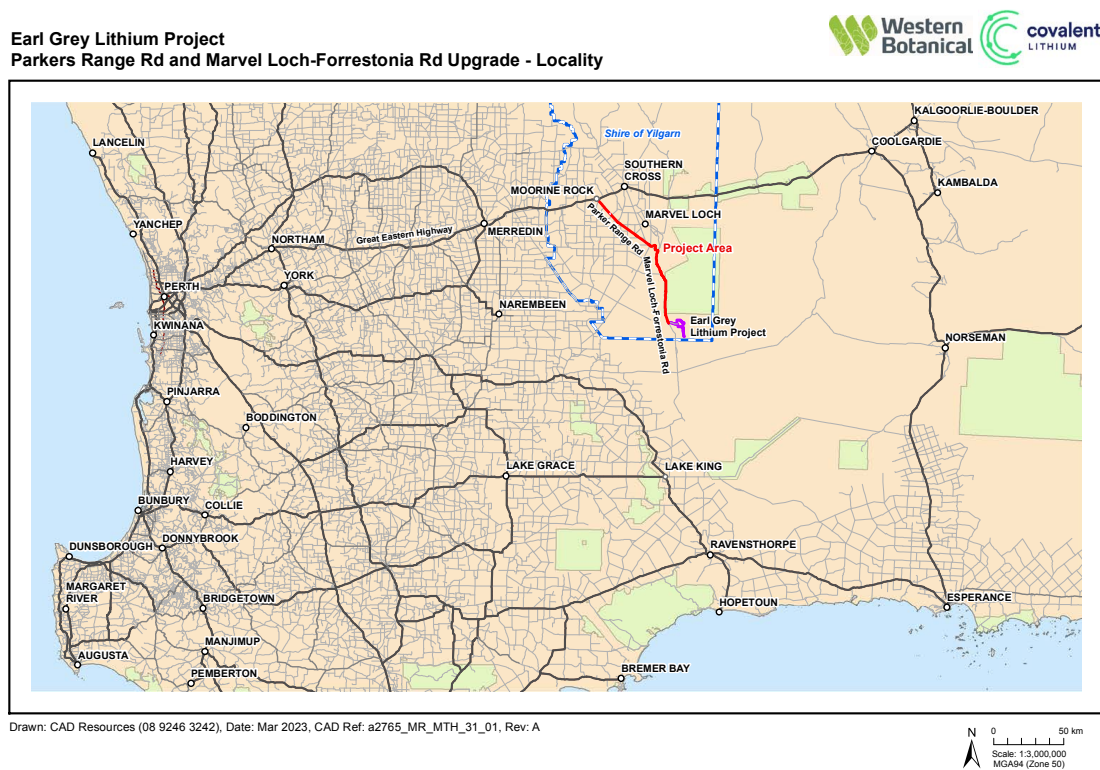 Earl Grey Lithium Project
Parkers Range Rd and Marvel Loch-Forrestonia Rd Upgrade - Locality
Western
Botanical
covalent
LITHIUM
KALGOORLIE-BOULDER
Shire of Yilgarn
LANCELIN
COOLGARDIE
SOUTHERN
CROSS
MOORINE ROCK
KAMBALDA
Parker Range Rd
MARVEL LOCH
YANCHEP
Great Eastern Highway
MERREDIN
NORTHAM
Project Area
YORK
PERTH
Marvel Loch-Forrestonia Rd
NAREMBEEN
Earl Grey
Lithium Project
KWINANA
NORSEMAN
PINJARRA
BODDINGTON
HARVEY
LAKE GRACE
LAKE KING
BUNBURY
COLLIE
DONNYBROOK
DUNSBOROUGH
RAVENSTHORPE
MARGARET
RIVER
BRIDGETOWN
HOPETOUN
ESPERANCE
MANJIMUP
AUGUSTA
PEMBERTON
BREMER BAY
Drawn: CAD Resources (08 9246 3242), Date: Mar 2023, CAD Ref: a2765_MR_MTH_31_01, Rev: A
N
0 50 km
Scale: 1:3,000,000
MGA94 (Zone 50)